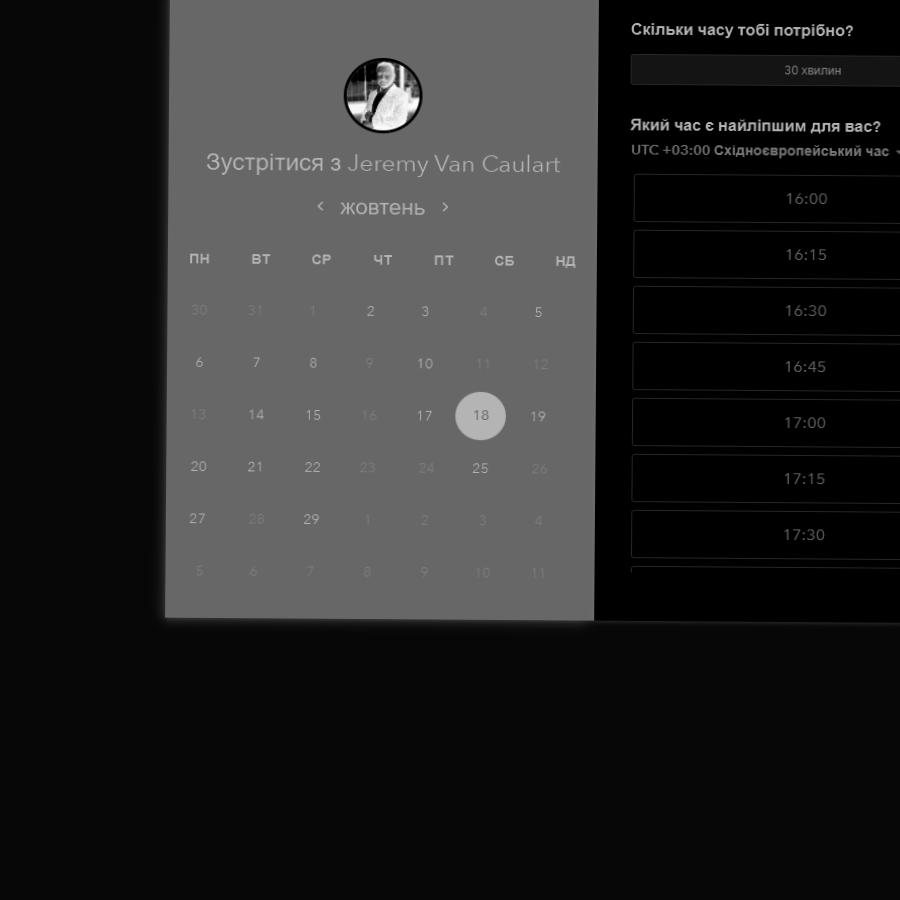 Зустрітися з Jeremy Van Caulart
жовтень
ПН ВТ СР ЧТ ПТ СБ НД
30 31 1 2 3 4 5
6 7 8 9 10 11 12
13 14 15 16 17 18 19
20 21 22 23 24 25 26
27 28 29 1 2 3 4
5 6 7 8 9 10 11
Скільки часу тобі потрібно?
30 хвилин
Який час є найліпшим для вас?
UTC +03:00 Східноєвропейський час
16:00
16:15
16:30
16:45
17:00
17:15
17:30